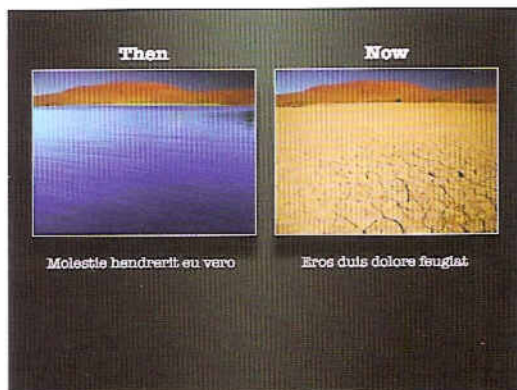 Then
Now
Molestie hendrerit eu vero
Eros duis dolore feugiat